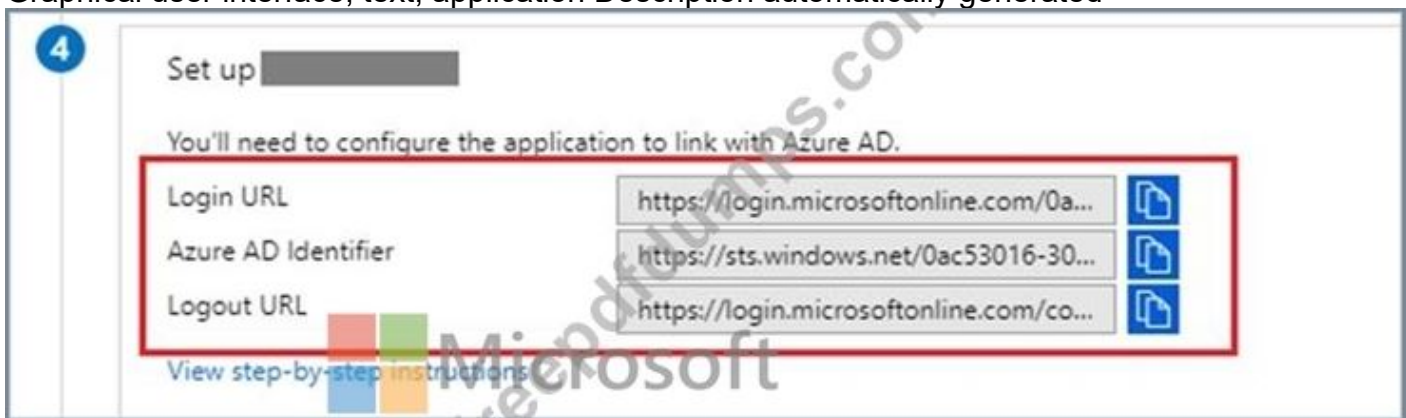 Graphical user interface, text, application Description automatically generated
4
Set up
You'll need to configure the application to link with Azure AD.
Login URL https://login.microsoftonline.com/0a...
Azure AD Identifier https://sts.windows.net/0ac53016-30...
Logout URL https://login.microsoftonline.com/co...
View step-by-step instructions
Microsoft
freepdfdumps.com